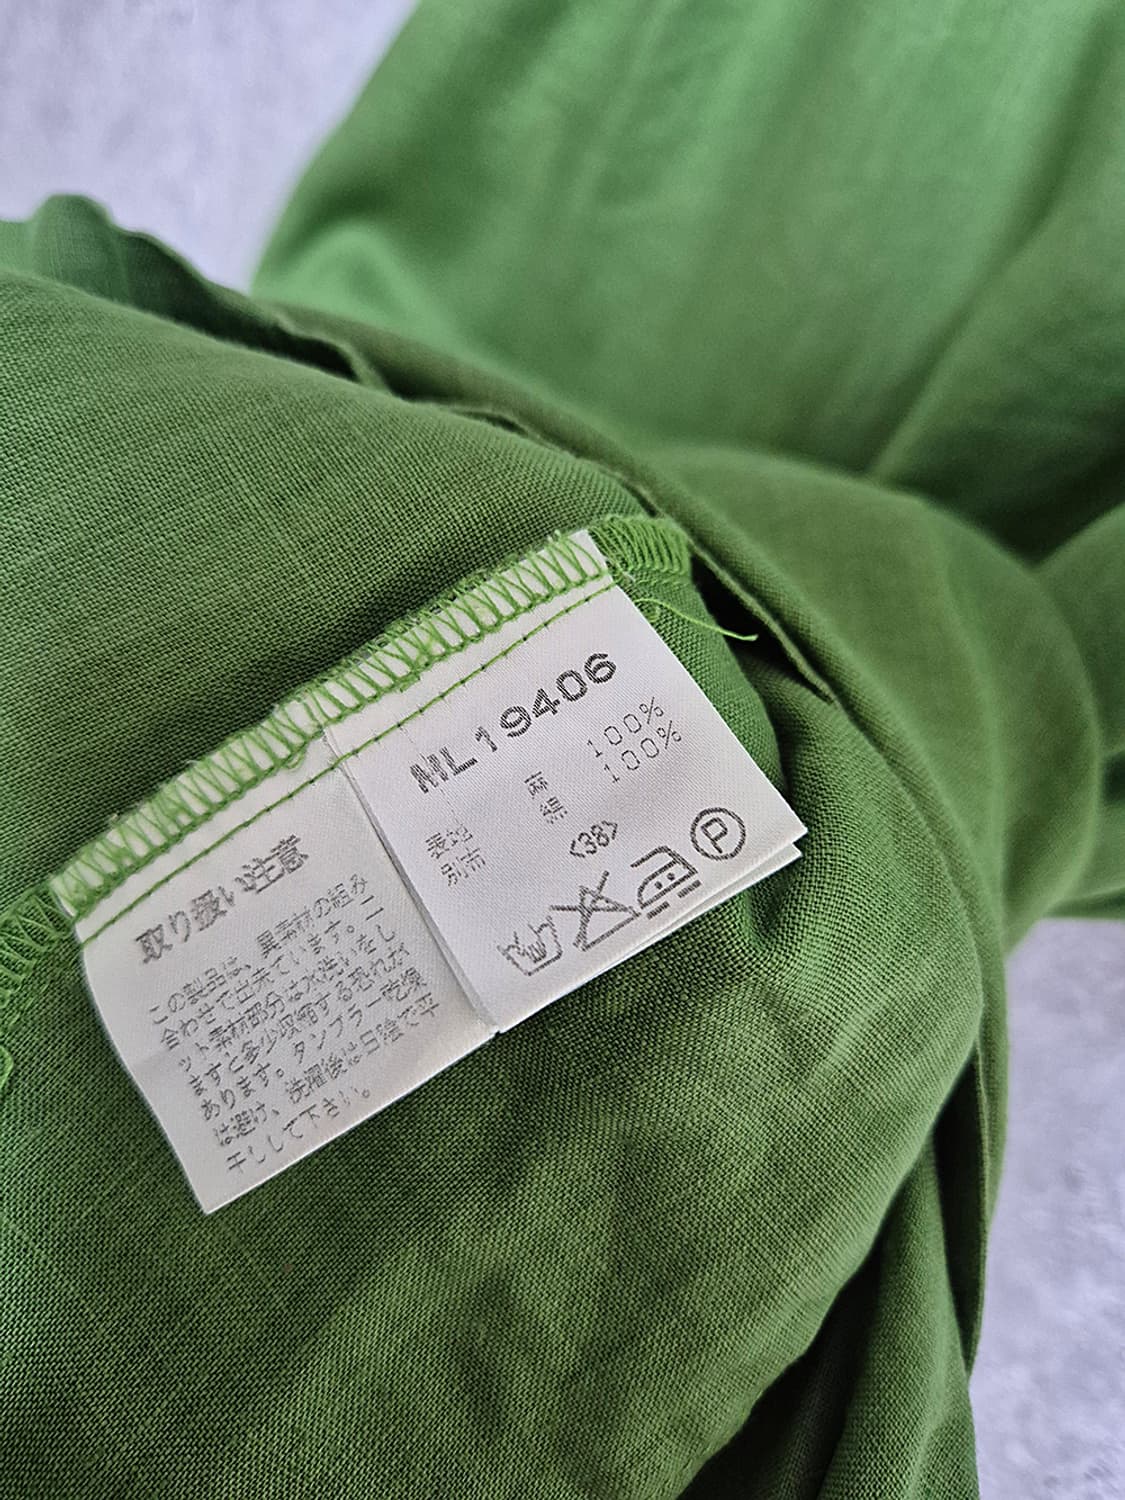 ML19406
表地 麻 100%
別布 綿 100%
<38>
P
取り扱い注意
この製品は、異素材の組み
合わせで出来ています。ニ
ット素材部分は水洗いをし
ますと多少収縮する恐れが
あります。タンブラー乾燥
は避け、洗濯後は日陰で平
干しして下さい。